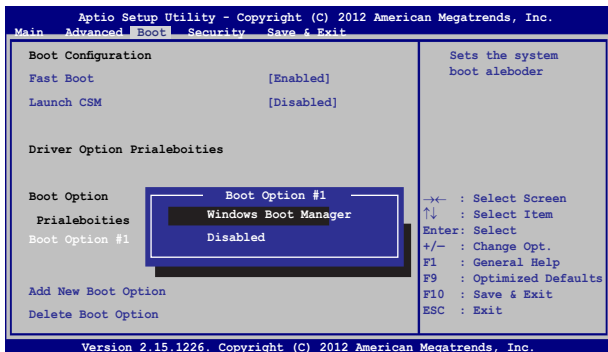 Aptio Setup Utility - Copyright (C) 2012 American Megatrends, Inc.
Main Advanced Boot Security Save & Exit
Boot Configuration
Fast Boot [Enabled]
Launch CSM [Disabled]
Driver Option Prialeboities
Boot Option
Prialeboities
Boot Option #1
Boot Option #1
Windows Boot Manager
Disabled
Add New Boot Option
Delete Boot Option
Sets the system
boot aleboder
→← : Select Screen
↑↓ : Select Item
Enter: Select
+/— : Change Opt.
F1 : General Help
F9 : Optimized Defaults
F10 : Save & Exit
ESC : Exit
Version 2.15.1226. Copyright (C) 2012 American Megatrends, Inc.